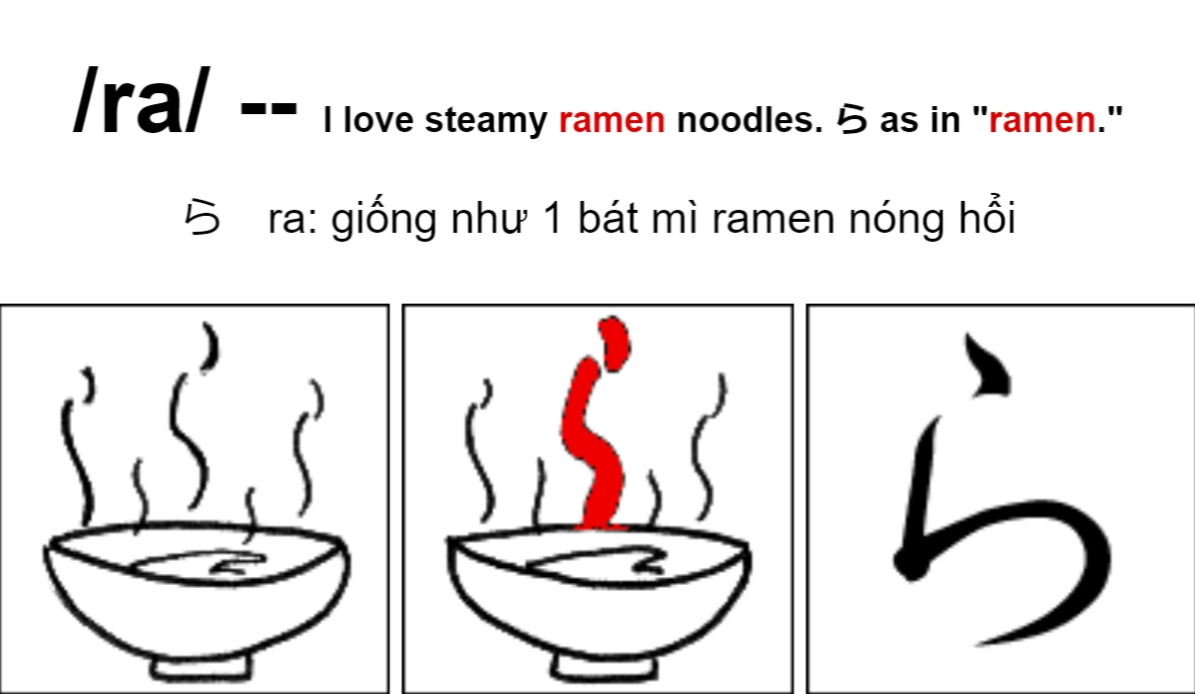 /ra/ -- I love steamy ramen noodles. ら as in "ramen."
ら ra: giống như 1 bát mì ramen nóng hổi
ら